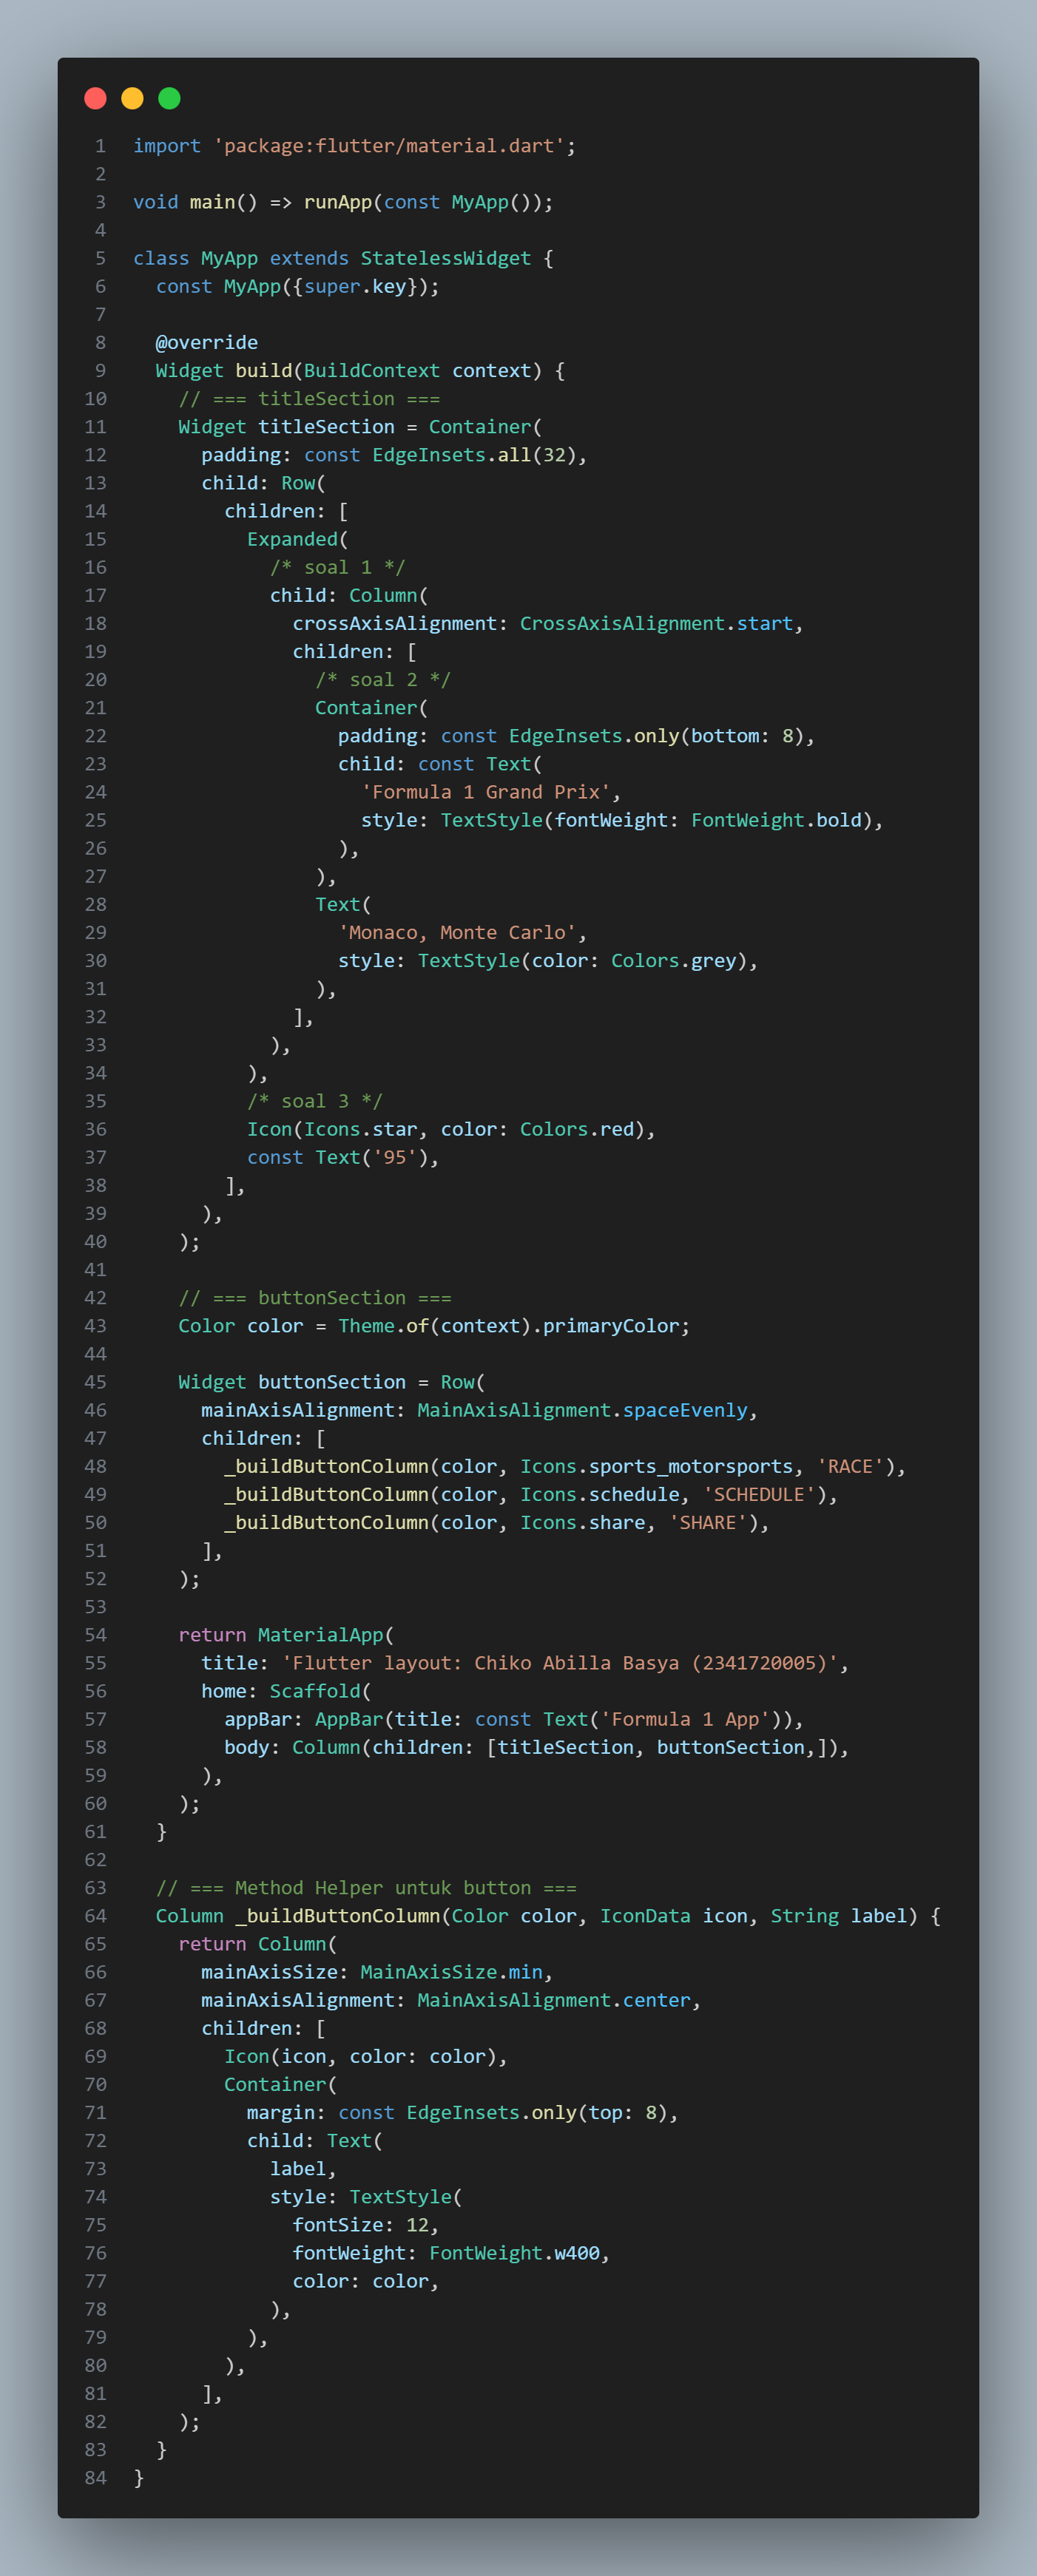 1 import 'package:flutter/material.dart';
2
3 void main() => runApp(const MyApp());
4
5 class MyApp extends StatelessWidget {
6   const MyApp({super.key});
7
8   @override
9   Widget build(BuildContext context) {
10     // === titleSection ===
11     Widget titleSection = Container(
12       padding: const EdgeInsets.all(32),
13       child: Row(
14         children: [
15           Expanded(
16             /* soal 1 */
17             child: Column(
18               crossAxisAlignment: CrossAxisAlignment.start,
19               children: [
20                 /* soal 2 */
21                 Container(
22                   padding: const EdgeInsets.only(bottom: 8),
23                   child: const Text(
24                     'Formula 1 Grand Prix',
25                     style: TextStyle(fontWeight: FontWeight.bold),
26                   ),
27                 ),
28                 Text(
29                   'Monaco, Monte Carlo',
30                   style: TextStyle(color: Colors.grey),
31                 ),
32               ],
33             ),
34           ),
35           /* soal 3 */
36           Icon(Icons.star, color: Colors.red),
37           const Text('95'),
38         ],
39       ),
40     );
41
42     // === buttonSection ===
43     Color color = Theme.of(context).primaryColor;
44
45     Widget buttonSection = Row(
46       mainAxisAlignment: MainAxisAlignment.spaceEvenly,
47       children: [
48         _buildButtonColumn(color, Icons.sports_motorsports, 'RACE'),
49         _buildButtonColumn(color, Icons.schedule, 'SCHEDULE'),
50         _buildButtonColumn(color, Icons.share, 'SHARE'),
51       ],
52     );
53
54     return MaterialApp(
55       title: 'Flutter layout: Chiko Abilla Basya (2341720005)',
56       home: Scaffold(
57         appBar: AppBar(title: const Text('Formula 1 App')),
58         body: Column(children: [titleSection, buttonSection,]),
59       ),
60     );
61   }
62
63   // === Method Helper untuk button ===
64   Column _buildButtonColumn(Color color, IconData icon, String label) {
65     return Column(
66       mainAxisSize: MainAxisSize.min,
67       mainAxisAlignment: MainAxisAlignment.center,
68       children: [
69         Icon(icon, color: color),
70         Container(
71           margin: const EdgeInsets.only(top: 8),
72           child: Text(
73             label,
74             style: TextStyle(
75               fontSize: 12,
76               fontWeight: FontWeight.w400,
77               color: color,
78             ),
79           ),
80         ),
81       ],
82     );
83   }
84 }